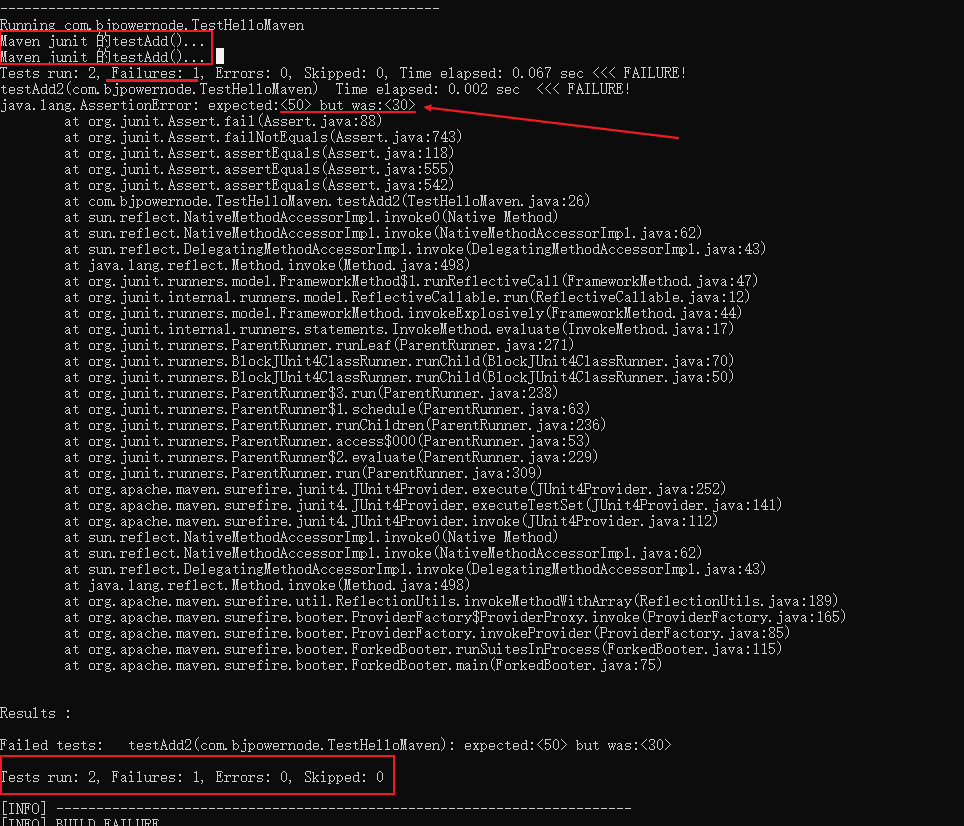 -------------------------------------------------------
Running com.bjpowernode.TestHelloMaven
Maven junit 的testAdd()...
Maven junit 的testAdd()...
Tests run: 2, Failures: 1, Errors: 0, Skipped: 0, Time elapsed: 0.067 sec <<< FAILURE!
testAdd2(com.bjpowernode.TestHelloMaven)  Time elapsed: 0.002 sec  <<< FAILURE!
java.lang.AssertionError: expected:<50> but was:<30>
        at org.junit.Assert.fail(Assert.java:88)
        at org.junit.Assert.failNotEquals(Assert.java:743)
        at org.junit.Assert.assertEquals(Assert.java:118)
        at org.junit.Assert.assertEquals(Assert.java:555)
        at org.junit.Assert.assertEquals(Assert.java:542)
        at com.bjpowernode.TestHelloMaven.testAdd2(TestHelloMaven.java:26)
        at sun.reflect.NativeMethodAccessorImpl.invoke0(Native Method)
        at sun.reflect.NativeMethodAccessorImpl.invoke(NativeMethodAccessorImpl.java:62)
        at sun.reflect.DelegatingMethodAccessorImpl.invoke(DelegatingMethodAccessorImpl.java:43)
        at java.lang.reflect.Method.invoke(Method.java:498)
        at org.junit.runners.model.FrameworkMethod$1.runReflectiveCall(FrameworkMethod.java:47)
        at org.junit.internal.runners.model.ReflectiveCallable.run(ReflectiveCallable.java:12)
        at org.junit.runners.model.FrameworkMethod.invokeExplosively(FrameworkMethod.java:44)
        at org.junit.internal.runners.statements.InvokeMethod.evaluate(InvokeMethod.java:17)
        at org.junit.runners.ParentRunner.runLeaf(ParentRunner.java:271)
        at org.junit.runners.BlockJUnit4ClassRunner.runChild(BlockJUnit4ClassRunner.java:70)
        at org.junit.runners.BlockJUnit4ClassRunner.runChild(BlockJUnit4ClassRunner.java:50)
        at org.junit.runners.ParentRunner$3.run(ParentRunner.java:238)
        at org.junit.runners.ParentRunner$1.schedule(ParentRunner.java:63)
        at org.junit.runners.ParentRunner.runChildren(ParentRunner.java:236)
        at org.junit.runners.ParentRunner.access$000(ParentRunner.java:53)
        at org.junit.runners.ParentRunner$2.evaluate(ParentRunner.java:229)
        at org.junit.runners.ParentRunner.run(ParentRunner.java:309)
        at org.apache.maven.surefire.junit4.JUnit4Provider.execute(JUnit4Provider.java:252)
        at org.apache.maven.surefire.junit4.JUnit4Provider.executeTestSet(JUnit4Provider.java:141)
        at org.apache.maven.surefire.junit4.JUnit4Provider.invoke(JUnit4Provider.java:112)
        at sun.reflect.NativeMethodAccessorImpl.invoke0(Native Method)
        at sun.reflect.NativeMethodAccessorImpl.invoke(NativeMethodAccessorImpl.java:62)
        at sun.reflect.DelegatingMethodAccessorImpl.invoke(DelegatingMethodAccessorImpl.java:43)
        at java.lang.reflect.Method.invoke(Method.java:498)
        at org.apache.maven.surefire.util.ReflectionUtils.invokeMethodWithArray(ReflectionUtils.java:189)
        at org.apache.maven.surefire.booter.ProviderFactory$ProviderProxy.invoke(ProviderFactory.java:165)
        at org.apache.maven.surefire.booter.ProviderFactory.invokeProvider(ProviderFactory.java:85)
        at org.apache.maven.surefire.booter.ForkedBooter.runSuitesInProcess(ForkedBooter.java:115)
        at org.apache.maven.surefire.booter.ForkedBooter.main(ForkedBooter.java:75)
Results :
Failed tests:   testAdd2(com.bjpowernode.TestHelloMaven): expected:<50> but was:<30>
Tests run: 2, Failures: 1, Errors: 0, Skipped: 0
[INFO] ------------------------------------------------------------------------
[INFO] BUILD FAILURE